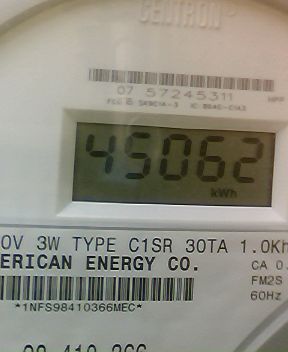 CENTRON
07 57245311
45062
kWh
0V 3W TYPE C1SR 30TA 1.0Kh
ERICAN ENERGY CO.
CA 0.
FM2S
60Hz
*1NFS98410366MEC*